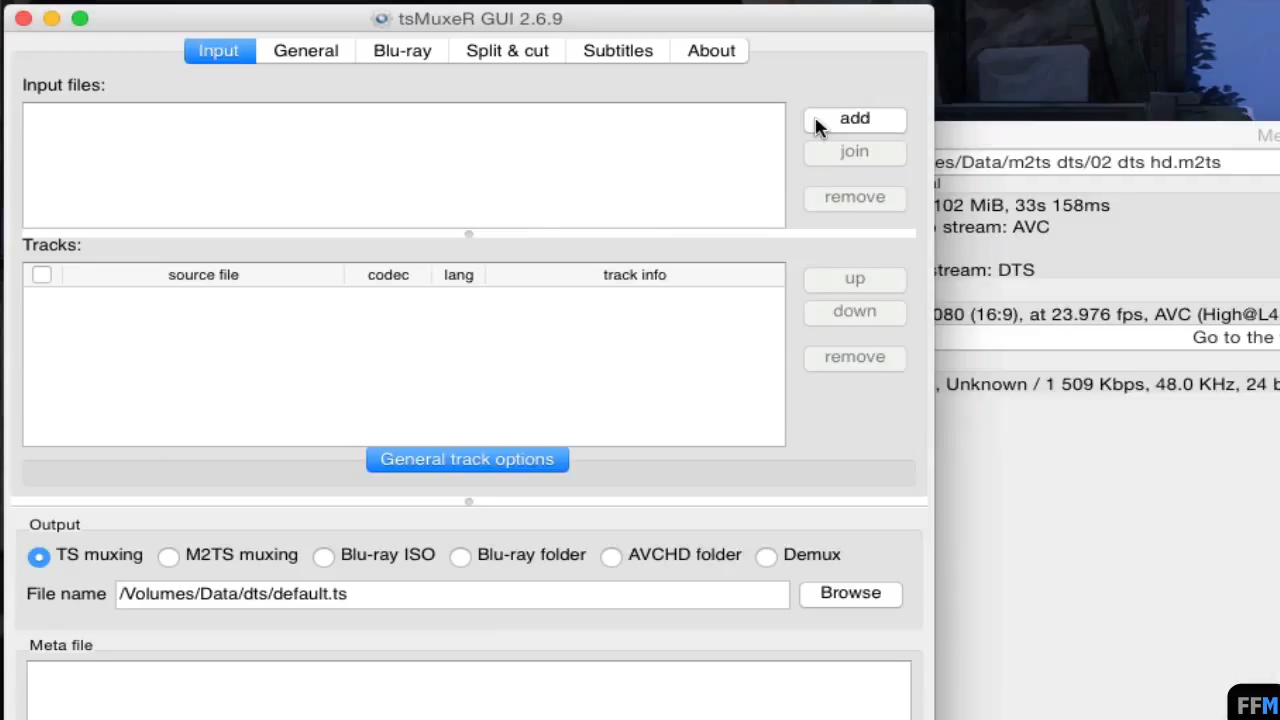 tsMuxeR GUI 2.6.9
Input General Blu-ray Split & cut Subtitles About
Input files:
add
join
remove
Tracks:
source file codec lang track info
up
down
remove
General track options
Output
TS muxing M2TS muxing Blu-ray ISO Blu-ray folder AVCHD folder Demux
File name /Volumes/Data/dts/default.ts Browse
Meta file
Me
es/Data/m2ts dts/02 dts hd.m2ts
al
102 MiB, 33s 158ms
stream: AVC
stream: DTS
080 (16:9), at 23.976 fps, AVC (High@L4
Go to the
, Unknown / 1 509 Kbps, 48.0 KHz, 24 b
FFM